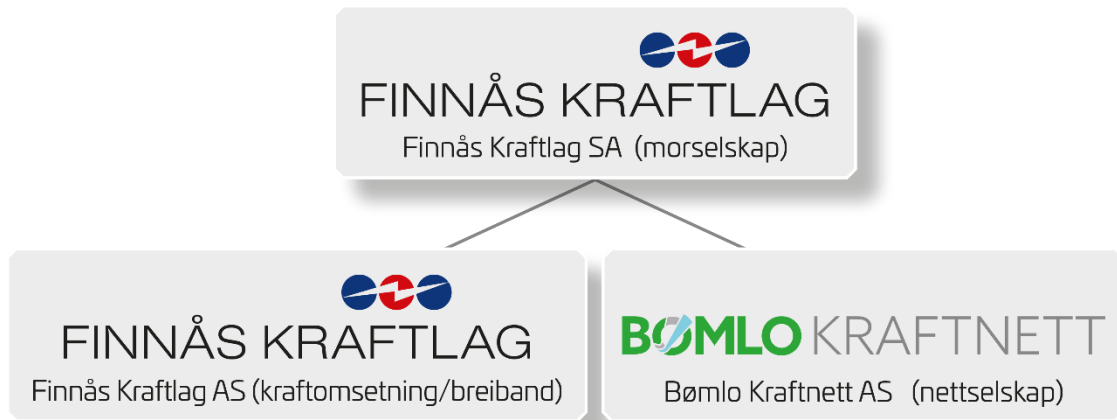 FINNÅS KRAFTLAG
Finnås Kraftlag SA (morselskap)
FINNÅS KRAFTLAG
Finnås Kraftlag AS (kraftomsetning/breiband)
BØMLO KRAFTNETT
Bømlo Kraftnett AS (nettselskap)